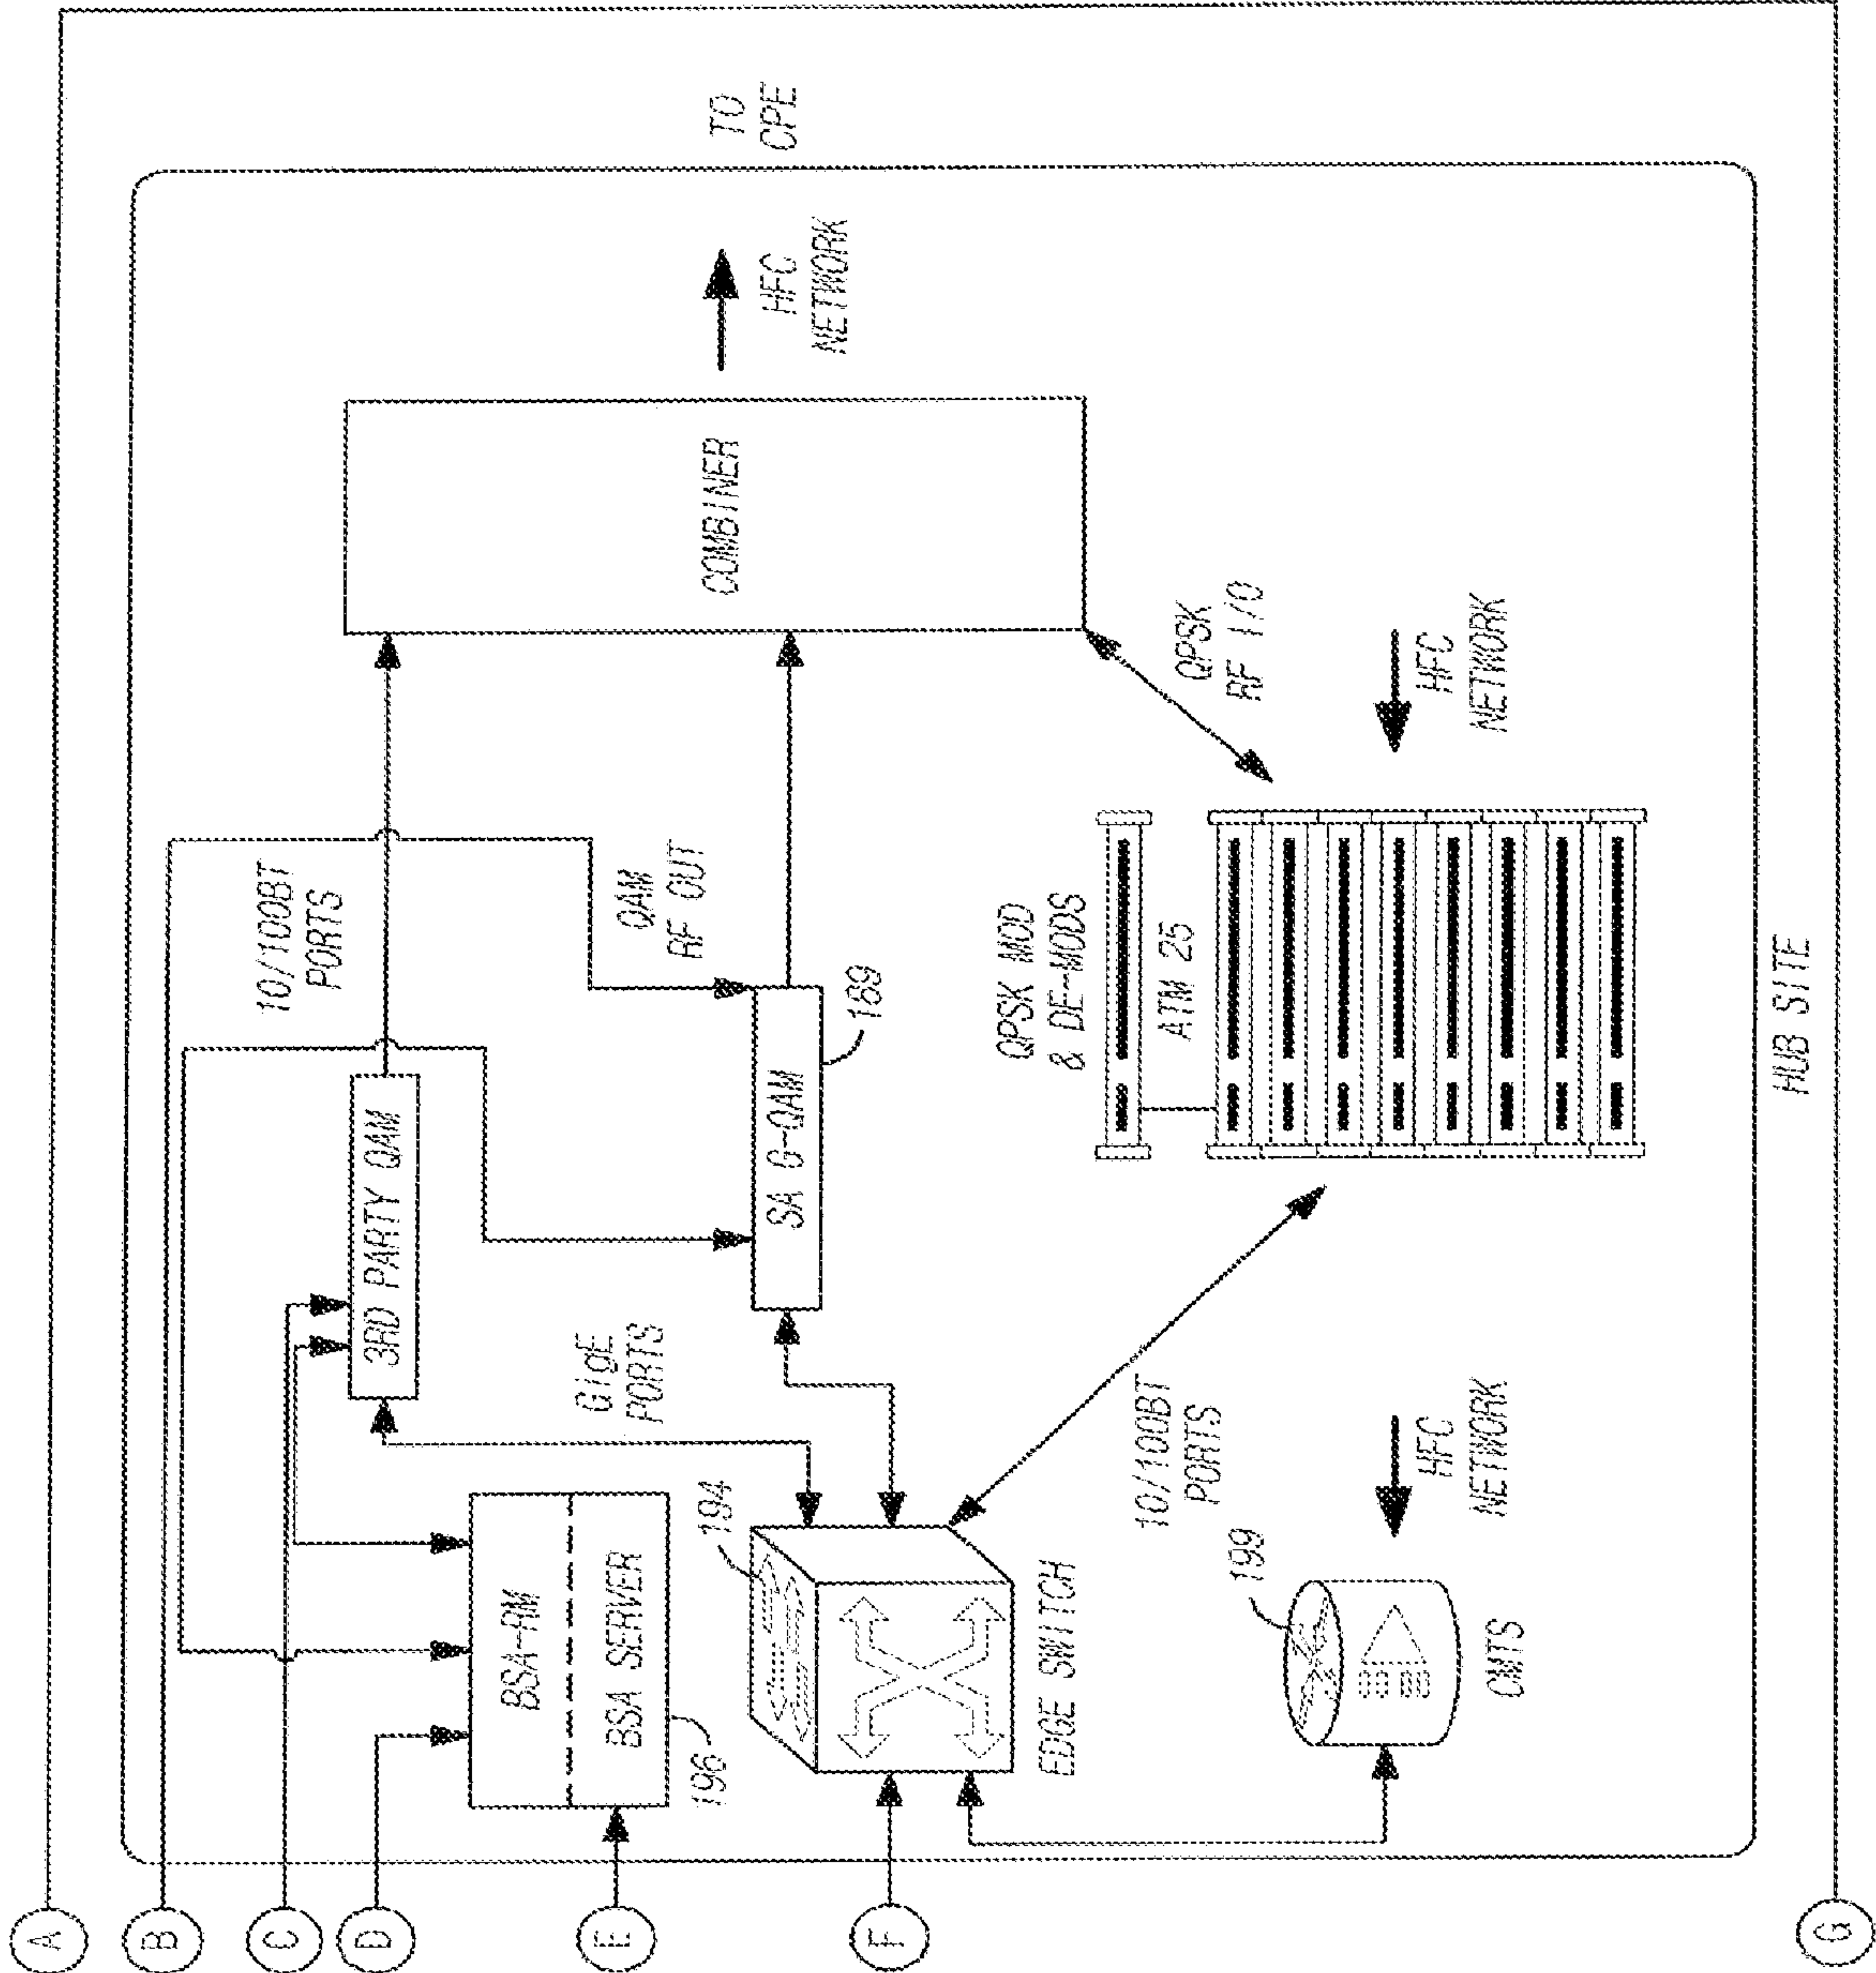 A
B
C
D
E
F
G
TO
CPE
HFC
NETWORK
COMBINER
10/100BT
PORTS
3RD PARTY QAM
QAM
RF OUT
SA G-QAM
189
GigE
PORTS
BSA-RM
BSA SERVER
196
194
EDGE SWITCH
QPSK
RF I/O
QPSK MOD
& DE-MODS
ATM 25
HFC
NETWORK
10/100BT
PORTS
199
CMTS
HFC
NETWORK
HUB SITE